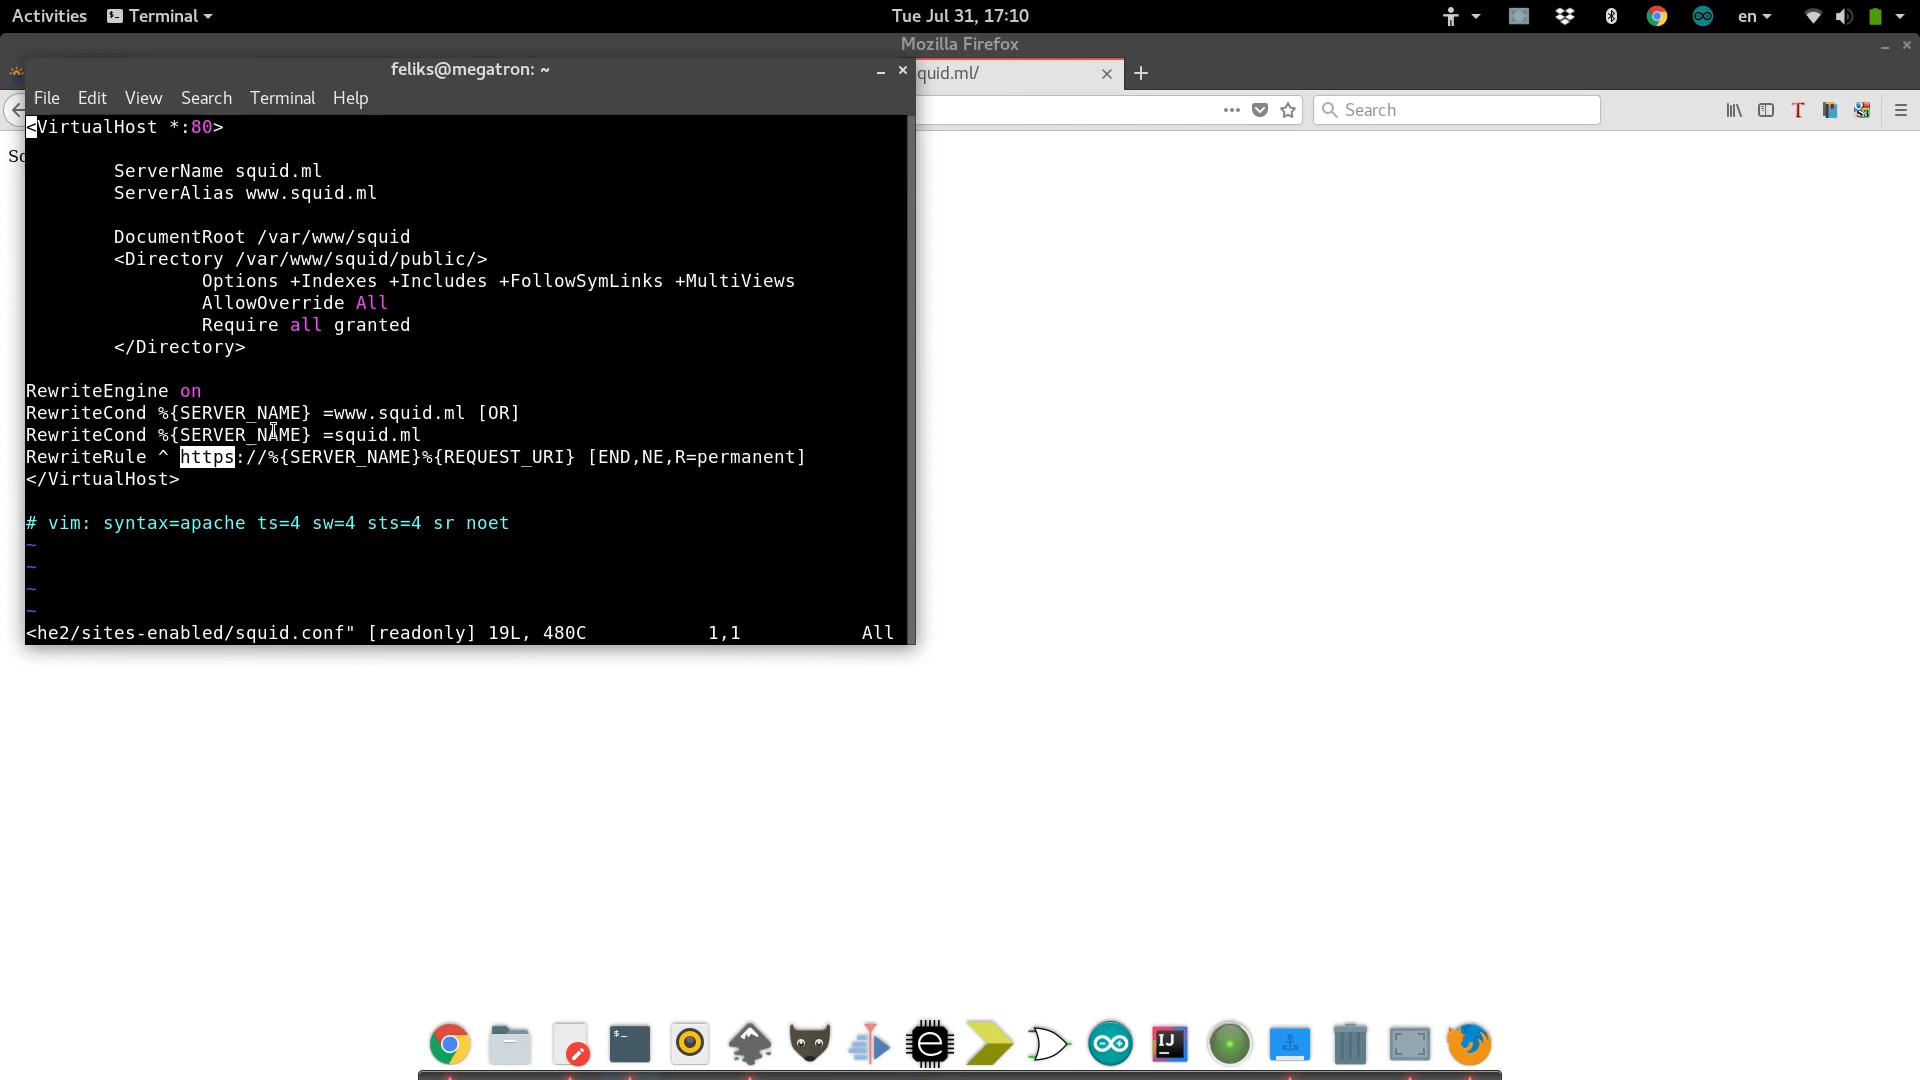 Activities Terminal Tue Jul 31, 17:10 en
Mozilla Firefox
feliks@megatron: ~
quid.ml/
File Edit View Search Terminal Help
Search
<VirtualHost *:80>
ServerName squid.ml
ServerAlias www.squid.ml
DocumentRoot /var/www/squid
<Directory /var/www/squid/public/>
Options +Indexes +Includes +FollowSymLinks +MultiViews
AllowOverride All
Require all granted
</Directory>
RewriteEngine on
RewriteCond %{SERVER_NAME} =www.squid.ml [OR]
RewriteCond %{SERVER_NAME} =squid.ml
RewriteRule ^ https://%{SERVER_NAME}%{REQUEST_URI} [END,NE,R=permanent]
</VirtualHost>
# vim: syntax=apache ts=4 sw=4 sts=4 sr noet
~
~
~
~
<he2/sites-enabled/squid.conf" [readonly] 19L, 480C 1,1 All